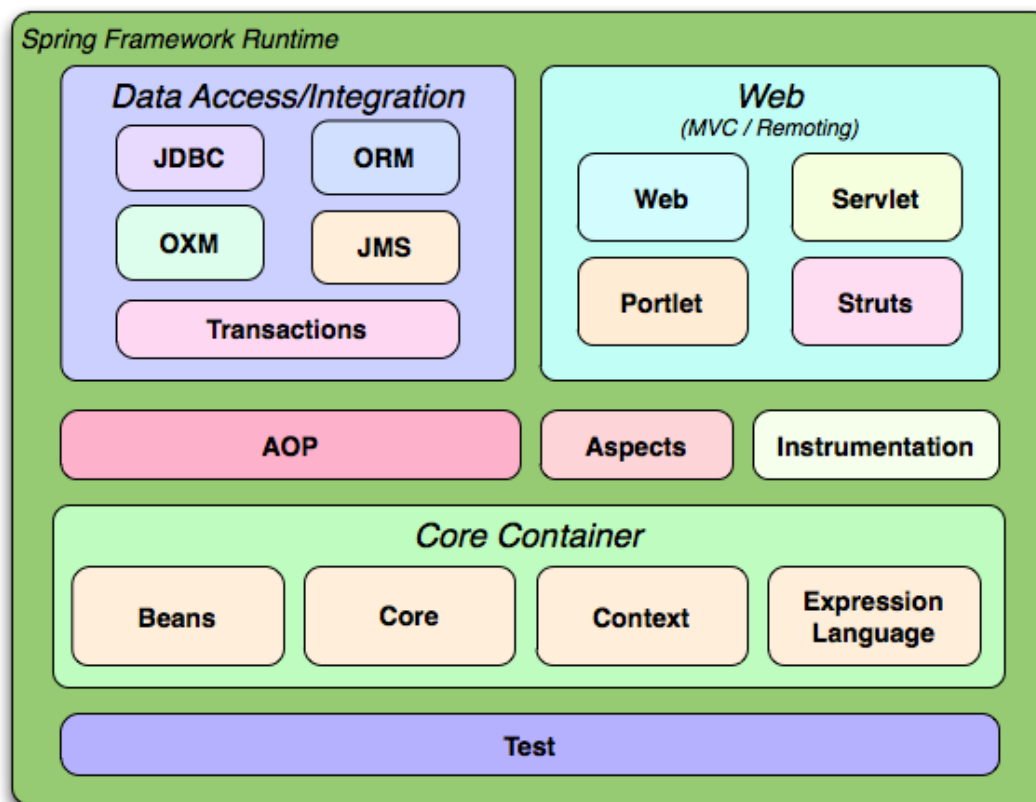 Spring Framework Runtime
Data Access/Integration
JDBC
ORM
OXM
JMS
Transactions
Web
(MVC / Remoting)
Web
Servlet
Portlet
Struts
AOP
Aspects
Instrumentation
Core Container
Beans
Core
Context
Expression
Language
Test